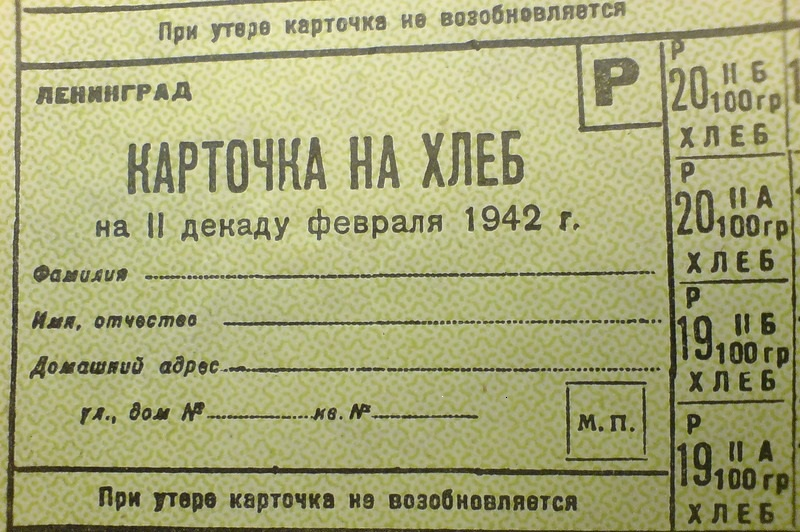 При утере карточка не возобновляется
ЛЕНИНГРАД
Р
КАРТОЧКА НА ХЛЕБ
на II декаду февраля 1942 г.
Фамилия
Имя, отчество
Домашний адрес
ул., дом № кв. №
М. П.
При утере карточка не возобновляется
Р
20 II Б
100 гр
ХЛЕБ
Р
20 II А
100 гр
ХЛЕБ
Р
19 II Б
100 гр
ХЛЕБ
Р
19 II А
100 гр
ХЛЕБ